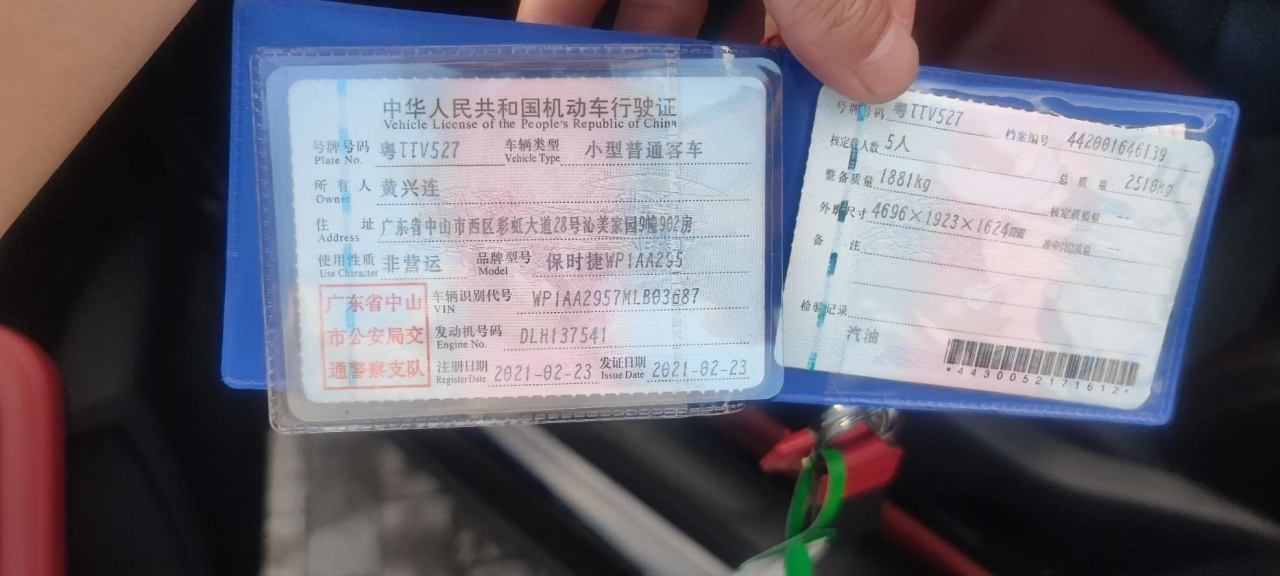 中华人民共和国机动车行驶证
Vehicle License of the People's Republic of China
号牌号码 粤TTV527 车辆类型 小型普通客车
Plate No. Vehicle Type
所有人 黄兴连
Owner
住址 广东省中山市西区彩虹大道28号沁美家园9幢902房
Address
使用性质 非营运 品牌型号 保时捷WP1AA295
Use Character Model
广东省中山
市公安局交
通警察支队
车辆识别代号 WP1AA2957MLB03687
VIN
发动机号码 DLH137541
Engine No.
注册日期 2021-02-23 发证日期 2021-02-23
Register Date Issue Date
号牌号码 粤TTV527 档案编号 442001646139
核定载人数 5人 总质量 2510kg
整备质量 1881kg 核定载质量 --
外廓尺寸 4696×1923×1624mm 准牵引总质量 --
备注
检验记录
汽油
*4430052171612*